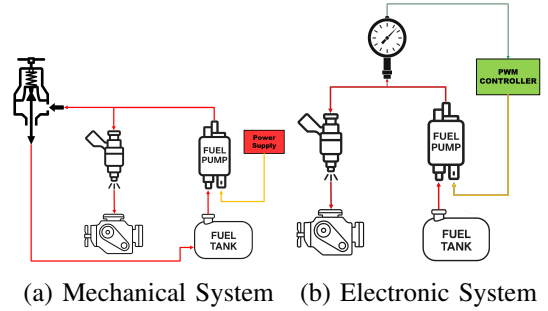 PWM
CONTROLLER
FUEL
PUMP
Power
Supply
FUEL
PUMP
FUEL
TANK
FUEL
TANK
(a) Mechanical System (b) Electronic System